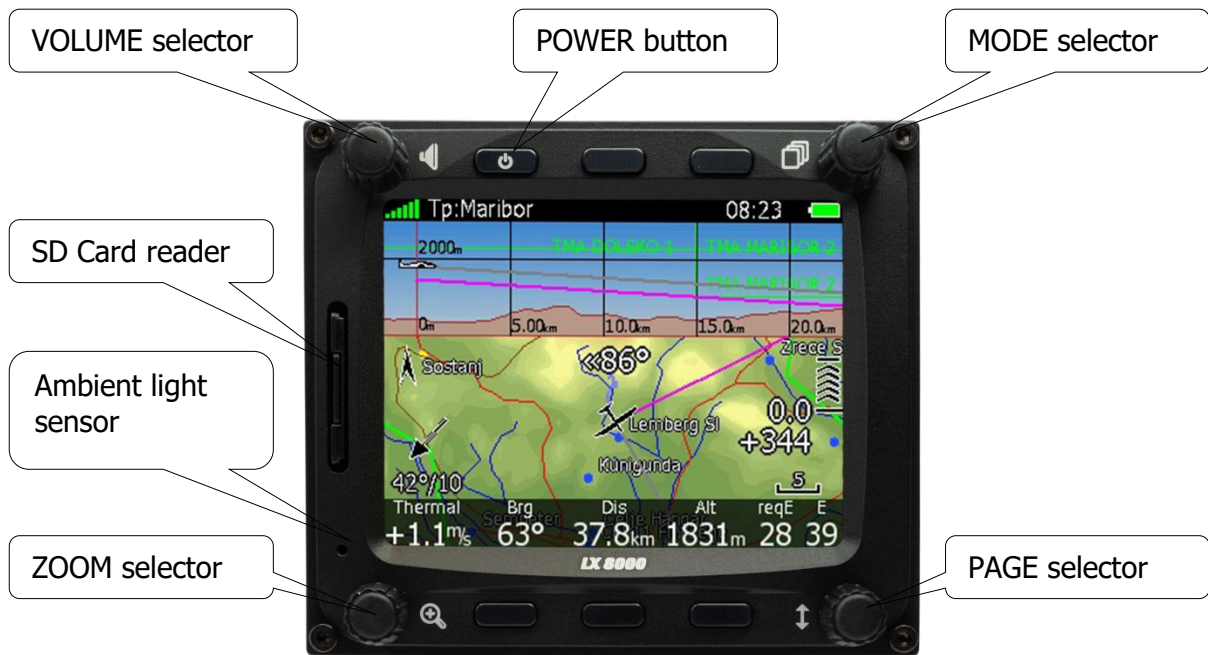 VOLUME selector
POWER button
MODE selector
Tp:Maribor 08:23
SD Card reader
2000m
TMA DOLSKO 1
TMA MARIBOR 2
TMA MARIBOR 2
0m 5.00km 10.0km 15.0km 20.0km
Zrece S
Sostanj
«86°
Ambient light
sensor
0.0
Lemberg Sl
+344
Kunigunda
42°/10
5
Thermal Brg Dis Alt reqE E
+1.1m/s 63° 37.8km 1831m 28 39
LX 8000
ZOOM selector
PAGE selector